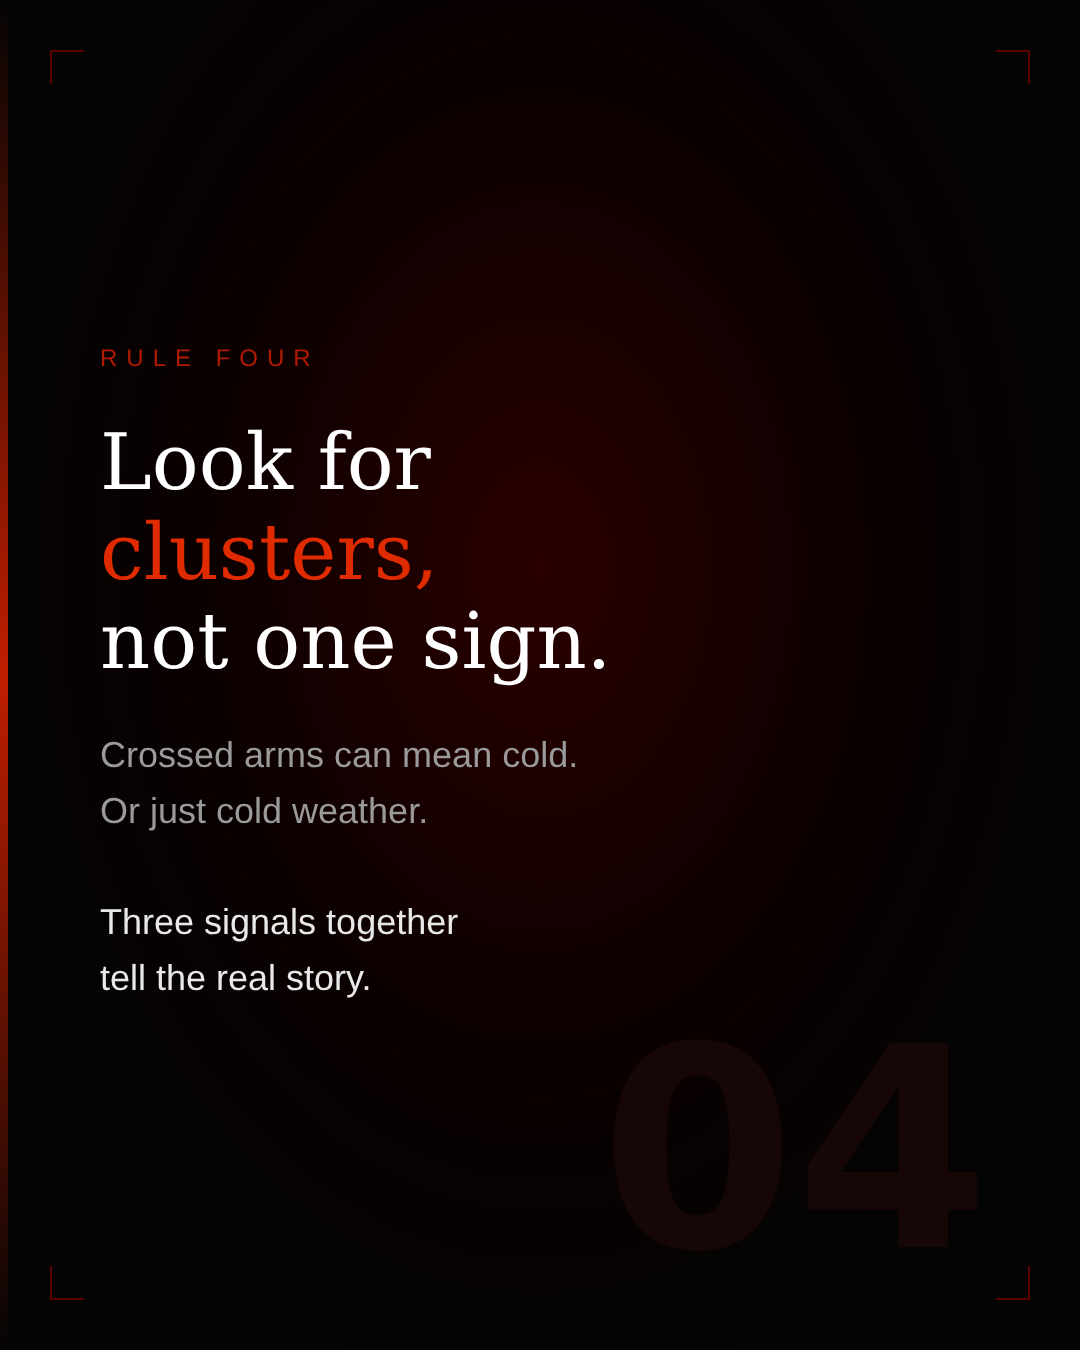 RULE FOUR
Look for
clusters,
not one sign.
Crossed arms can mean cold.
Or just cold weather.
Three signals together
tell the real story.
04